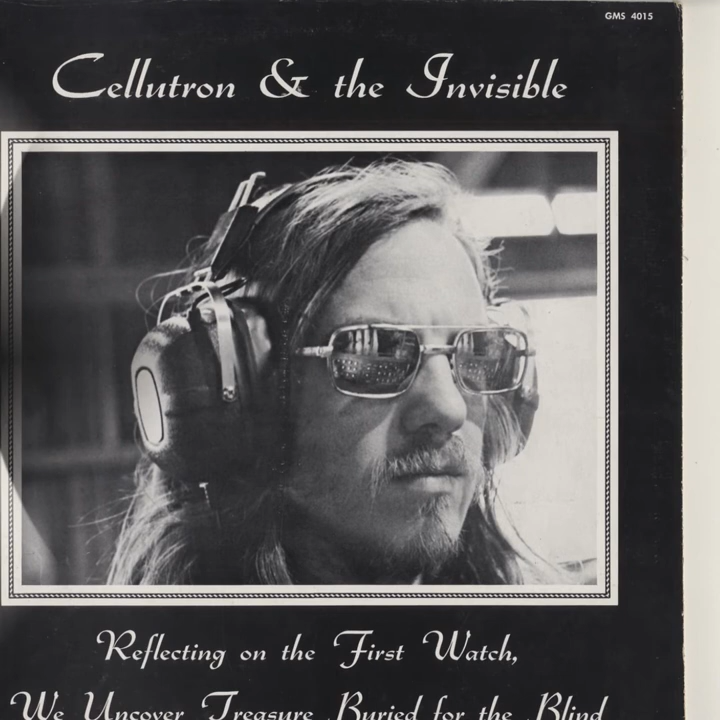 GMS 4015
Cellutron & the Invisible
Reflecting on the First Watch,
We Uncover Treasure Buried for the Blind